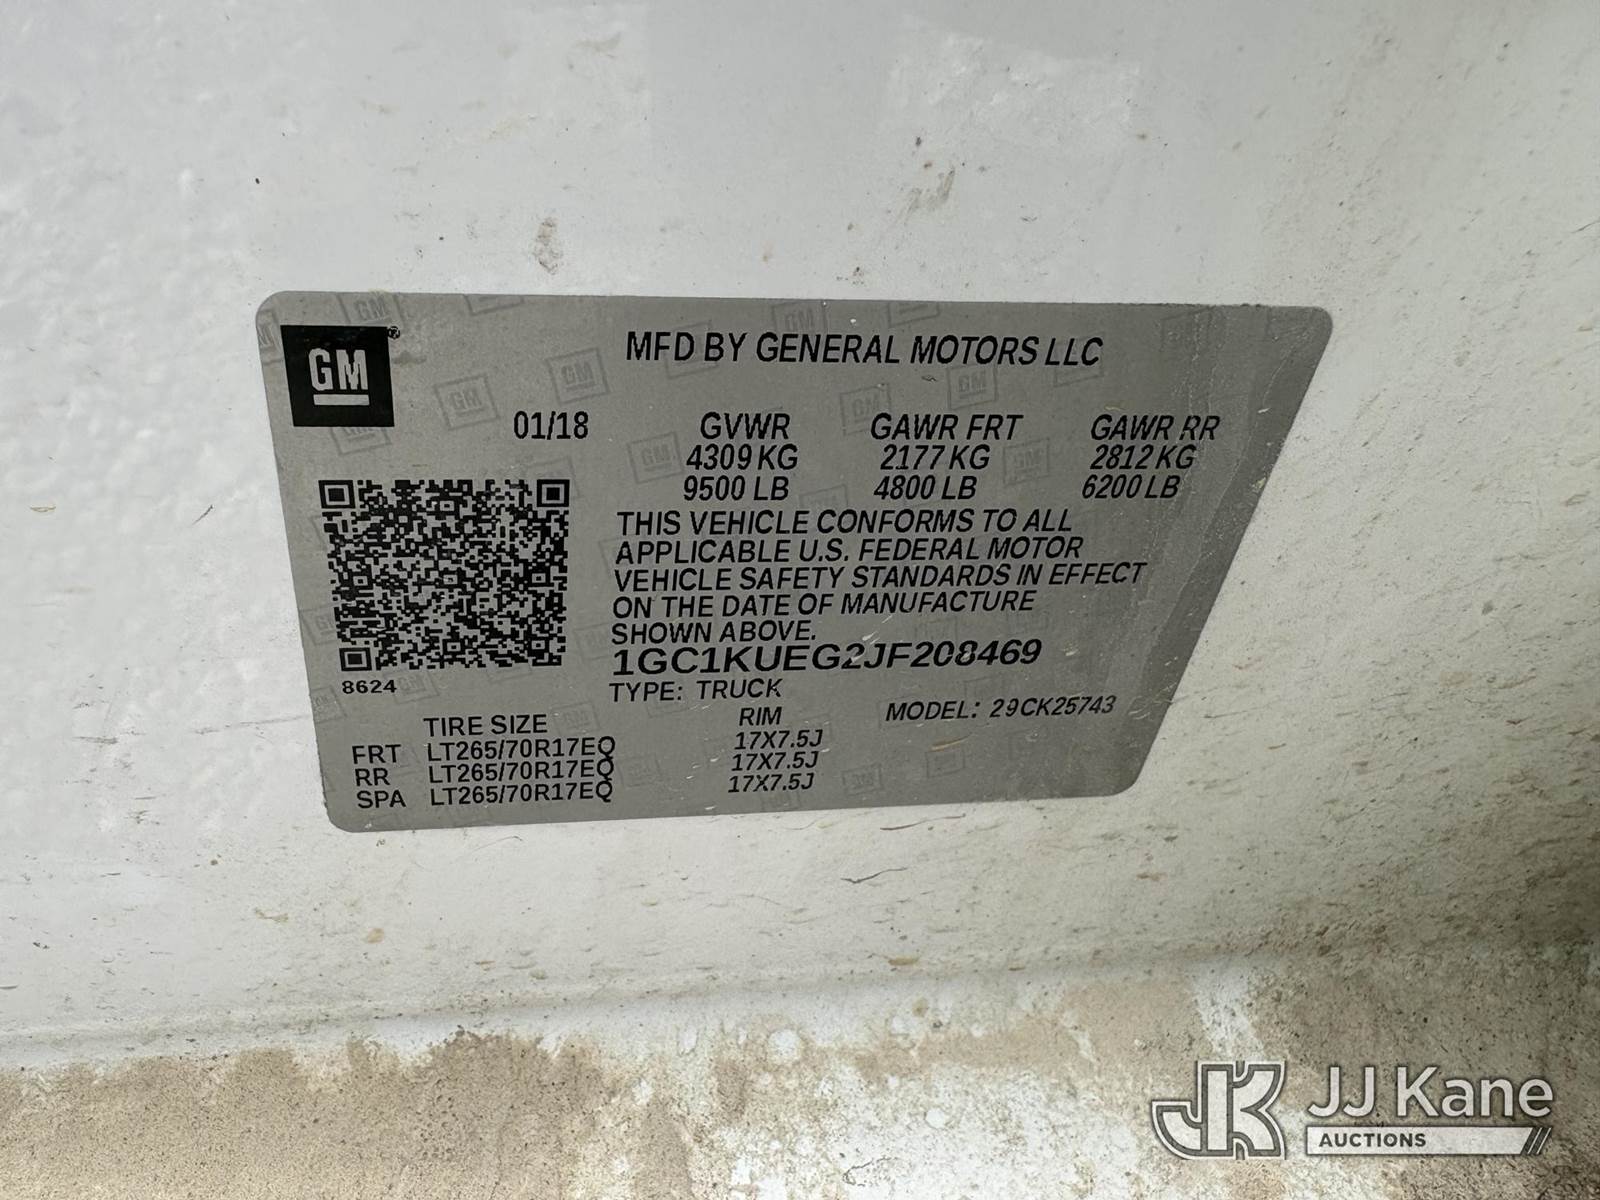 GM®
MFD BY GENERAL MOTORS LLC
01/18 GVWR GAWR FRT GAWR RR
4309 KG 2177 KG 2812 KG
9500 LB 4800 LB 6200 LB
THIS VEHICLE CONFORMS TO ALL
APPLICABLE U.S. FEDERAL MOTOR
VEHICLE SAFETY STANDARDS IN EFFECT
ON THE DATE OF MANUFACTURE
SHOWN ABOVE.
1GC1KUEG2JF208469
8624
TYPE: TRUCK
MODEL: 29CK25743
TIRE SIZE RIM
FRT LT265/70R17EQ 17X7.5J
RR LT265/70R17EQ 17X7.5J
SPA LT265/70R17EQ 17X7.5J
JK JJ Kane
AUCTIONS